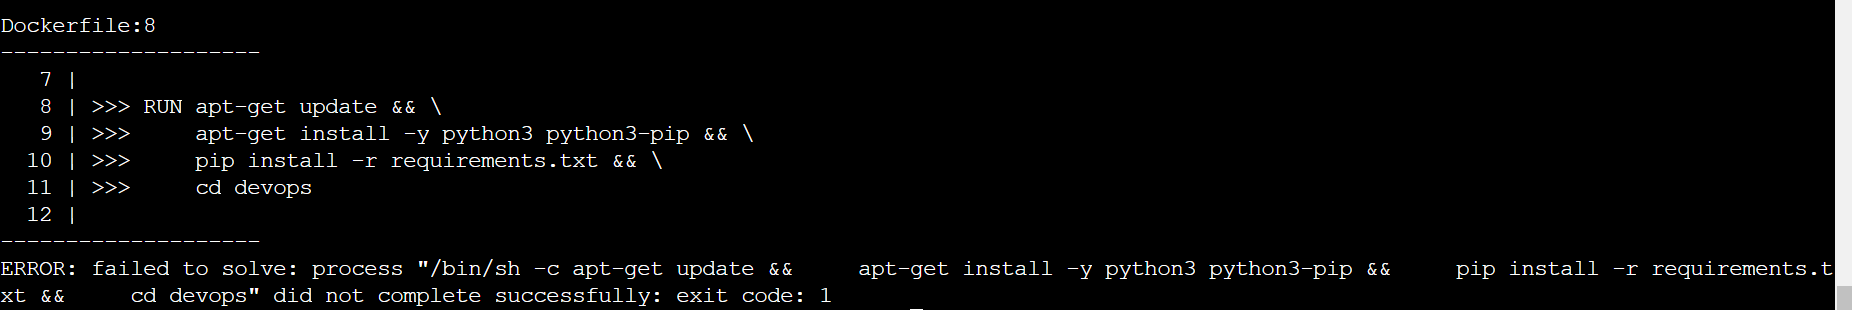 Dockerfile:8
--------------------
   7 |
   8 | >>> RUN apt-get update && \
   9 | >>>     apt-get install -y python3 python3-pip && \
  10 | >>>     pip install -r requirements.txt && \
  11 | >>>     cd devops
  12 |
--------------------
ERROR: failed to solve: process "/bin/sh -c apt-get update &&     apt-get install -y python3 python3-pip &&     pip install -r requirements.t
xt &&     cd devops" did not complete successfully: exit code: 1